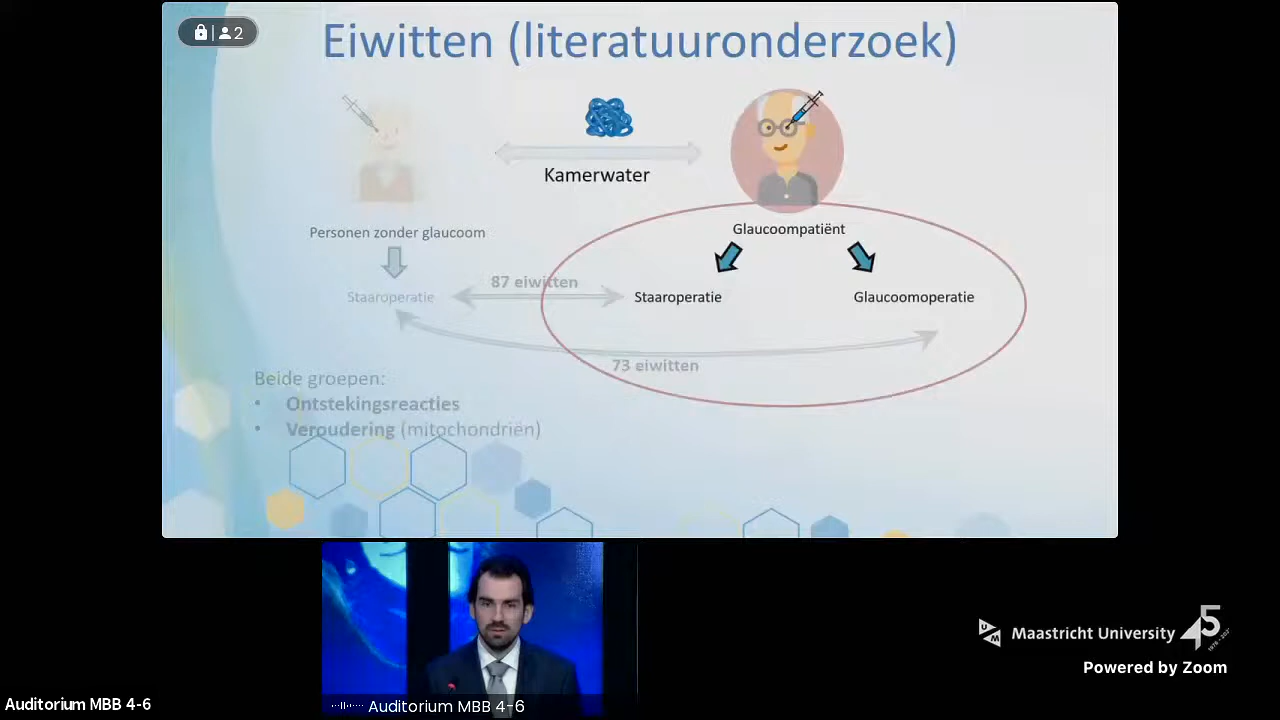 2
Eiwitten (literatuuronderzoek)
Kamerwater
Personen zonder glaucoom
Glaucoompatiënt
Staaroperatie
87 eiwitten
Staaroperatie
Glaucoomoperatie
73 eiwitten
Beide groepen:
• Ontstekingsreacties
• Veroudering (mitochondriën)
Maastricht University
45
Powered by Zoom
Auditorium MBB 4-6
Auditorium MBB 4-6